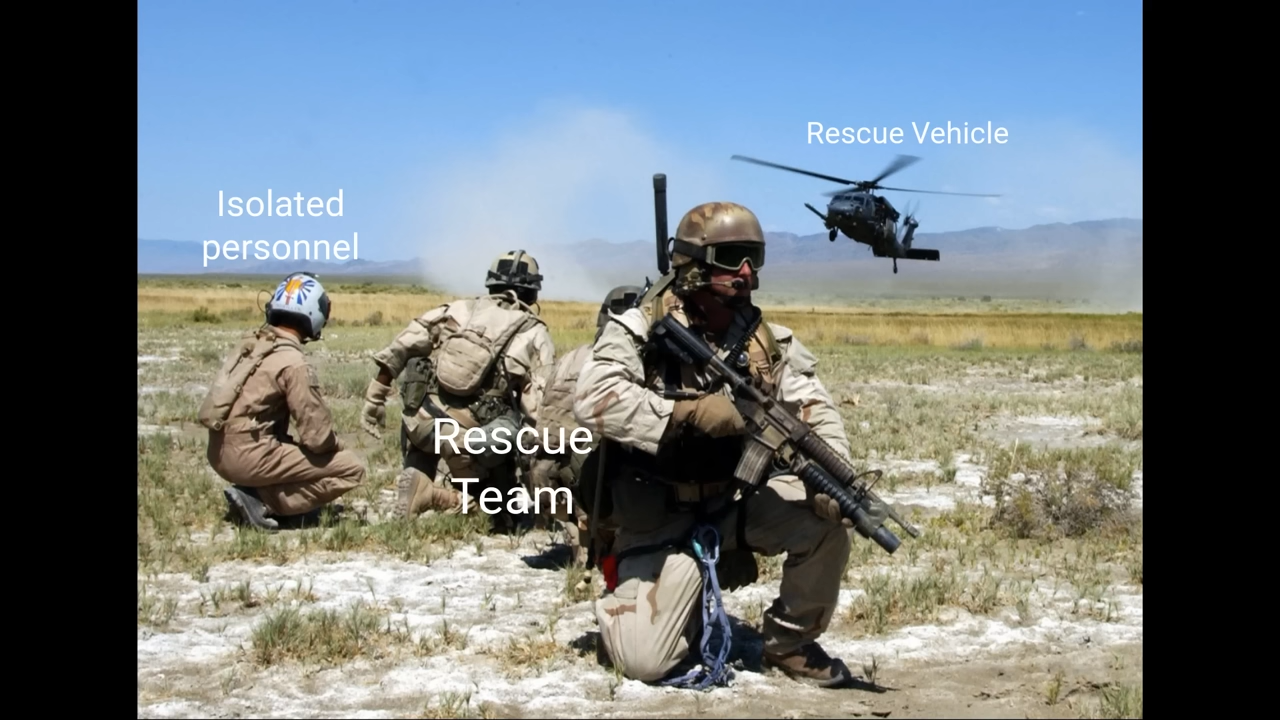 Rescue Vehicle
Isolated
personnel
Rescue
Team